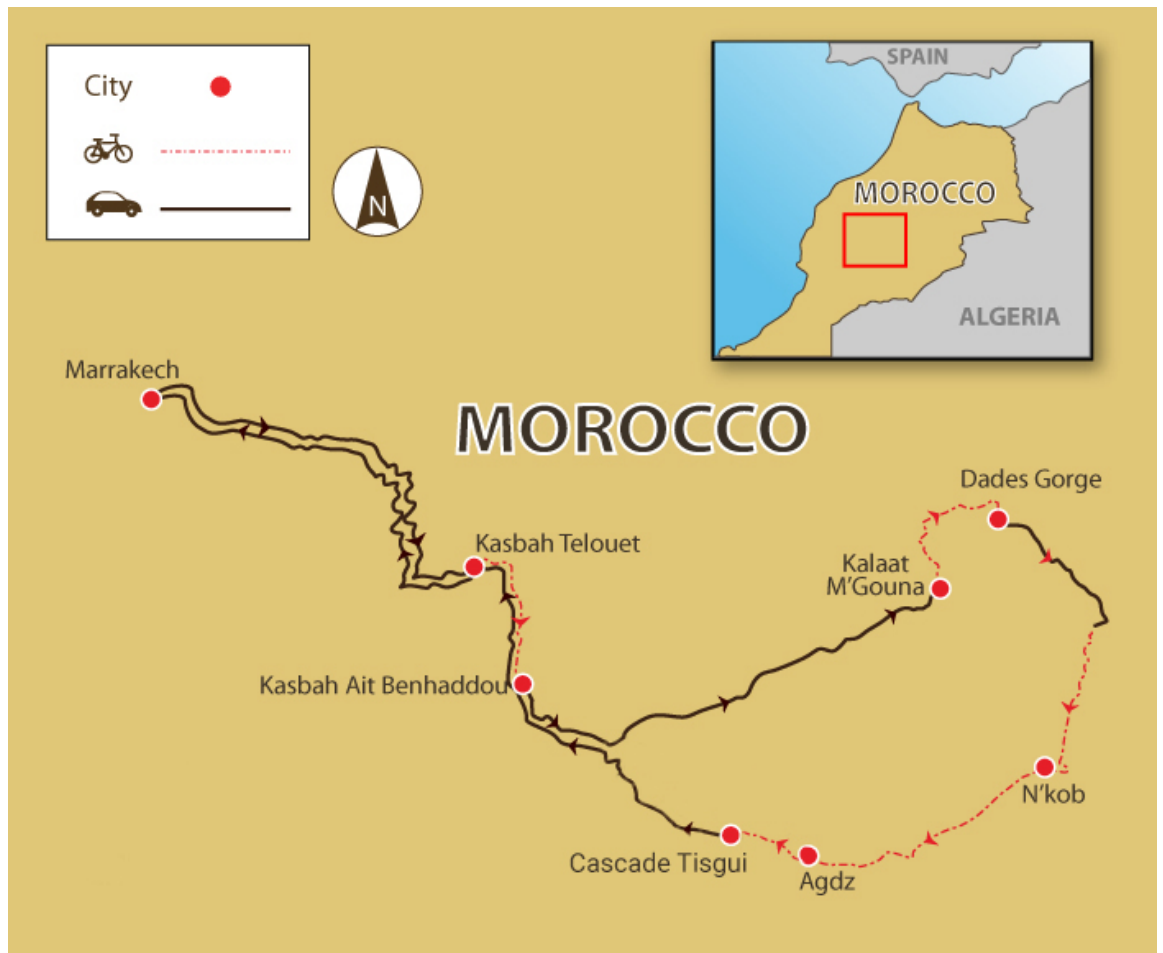 City
N
SPAIN
MOROCCO
ALGERIA
Marrakech
MOROCCO
Dades Gorge
Kasbah Telouet
Kalaat
M'Gouna
Kasbah Ait Benhaddou
N'kob
Cascade Tisgui
Agdz